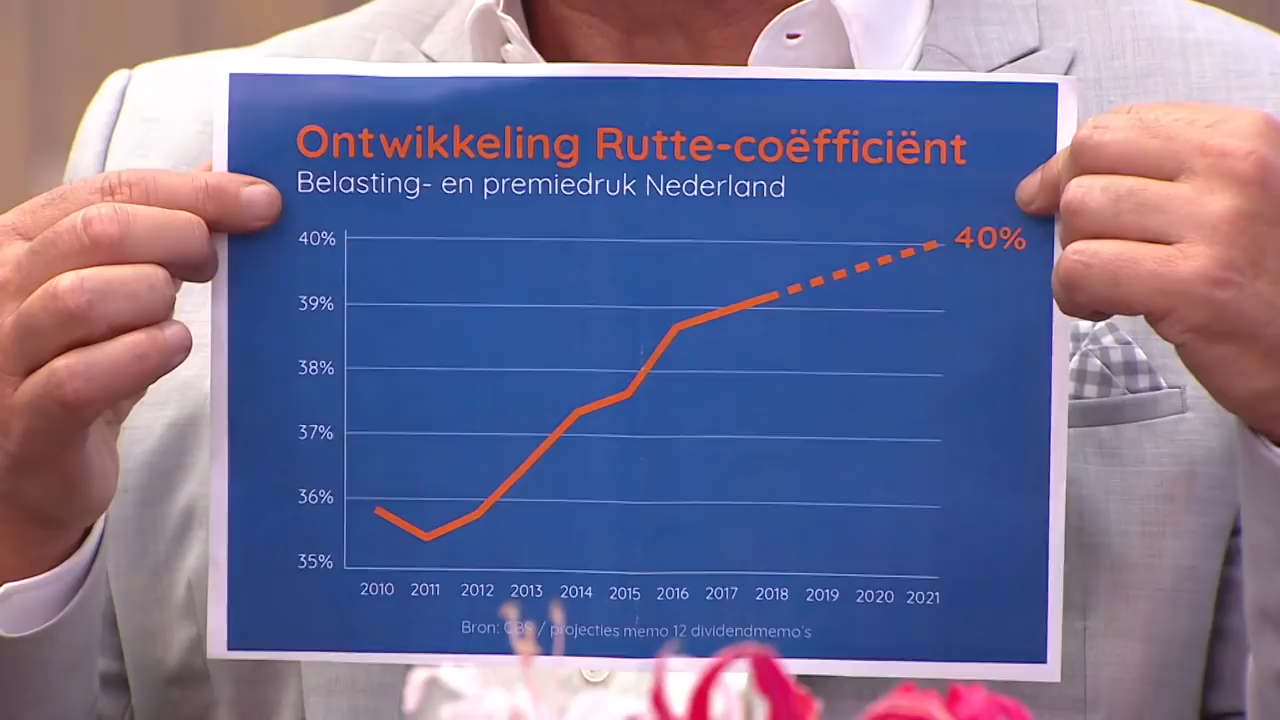 Ontwikkeling Rutte-coëfficiënt
Belasting- en premiedruk Nederland
40%
40%
39%
38%
37%
36%
35%
2010 2011 2012 2013 2014 2015 2016 2017 2018 2019 2020 2021
Bron: CBS / projecties memo 12 dividendmemo's